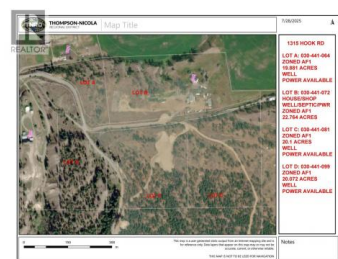 THOMPSON-NICOLA
REGIONAL DISTRICT
Map Title
7/28/2025
REALTOR®
1315 HOOK RD
LOT A: 030-441-064
ZONED AF1
19.881 ACRES
WELL
POWER AVAILABLE
LOT B: 030-441-072
HOUSE/SHOP
WELL/SEPTIC/PWR
ZONED AF1
22.764 ACRES
LOT C: 030-441-081
ZONED AF1
20.1 ACRES
WELL
POWER AVAILABLE
LOT D: 030-441-099
ZONED AF1
20.072 ACRES
WELL
POWER AVAILABLE
LOT A
LOT B
Notes
THIS MAP IS NOT TO BE USED FOR NAVIGATION